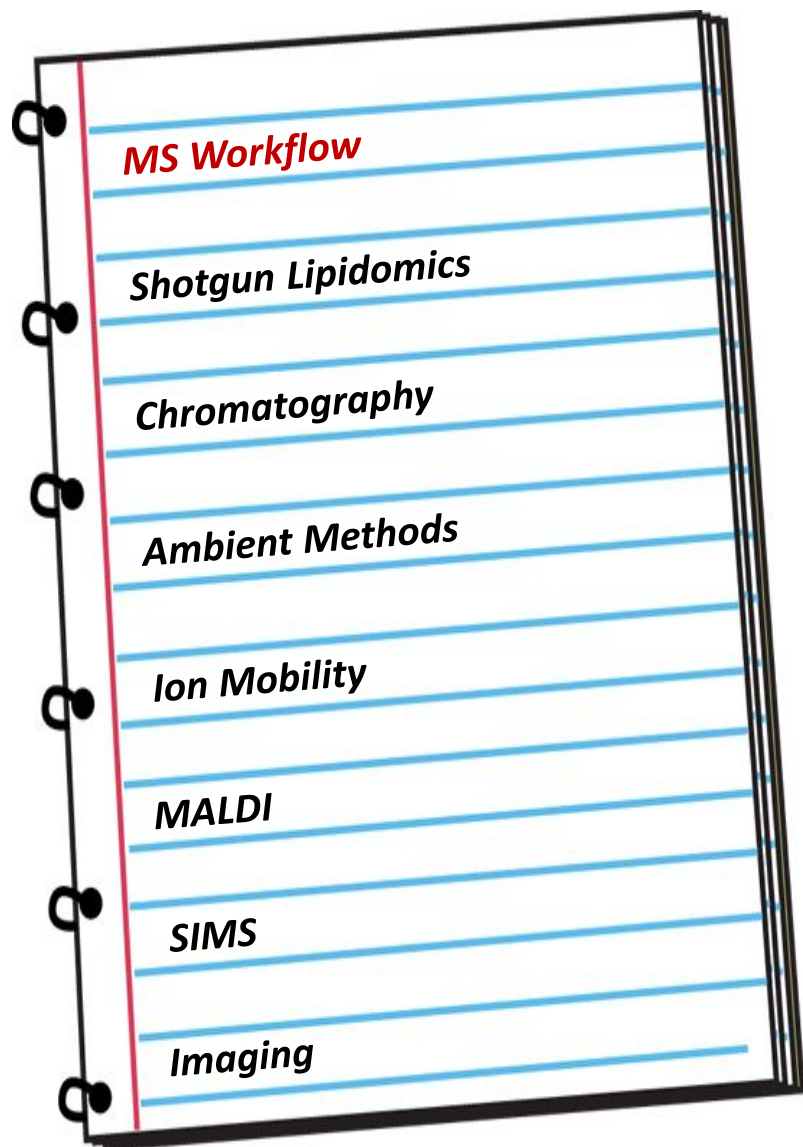 MS Workflow
Shotgun Lipidomics
Chromatography
Ambient Methods
Ion Mobility
MALDI
SIMS
Imaging